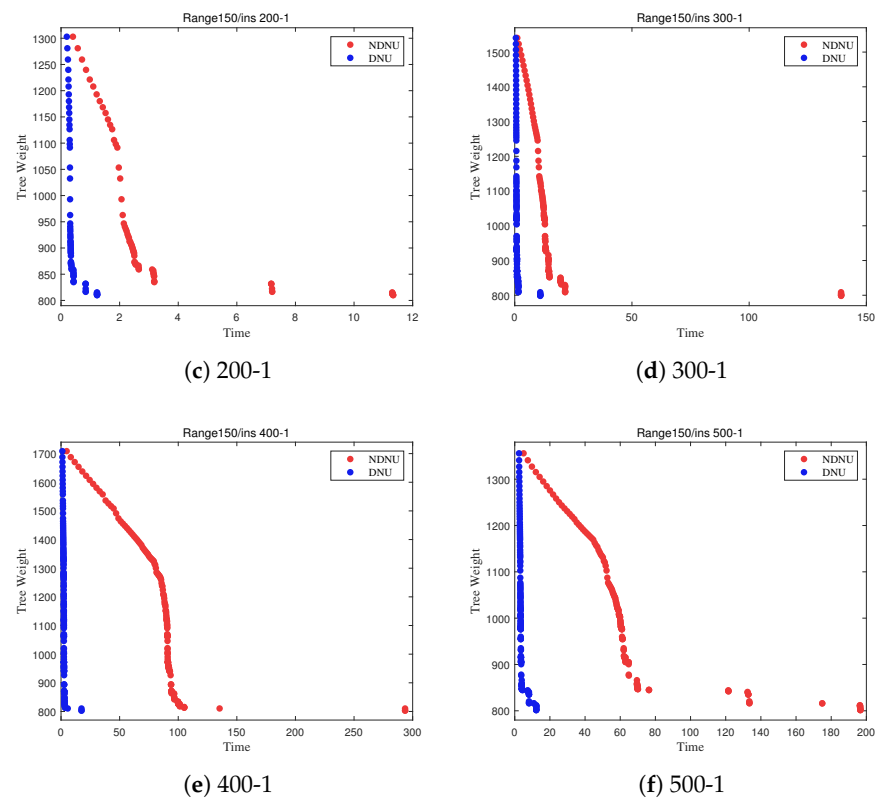 Range150/ins 200-1
1300
1200
1100
1000
900
800
Tree Weight
NDNU
DNU
0 2 4 6 8 10 12
Time
(c) 200-1
Range150/ins 300-1
1500
1400
1300
1200
1100
1000
900
800
Tree Weight
NDNU
DNU
0 50 100 150
Time
(d) 300-1
Range150/ins 400-1
1700
1600
1500
1400
1300
1200
1100
1000
900
800
Tree Weight
NDNU
DNU
0 50 100 150 200 250 300
Time
(e) 400-1
Range150/ins 500-1
1300
1200
1100
1000
900
800
Tree Weight
NDNU
DNU
0 20 40 60 80 100 120 140 160 180 200
Time
(f) 500-1